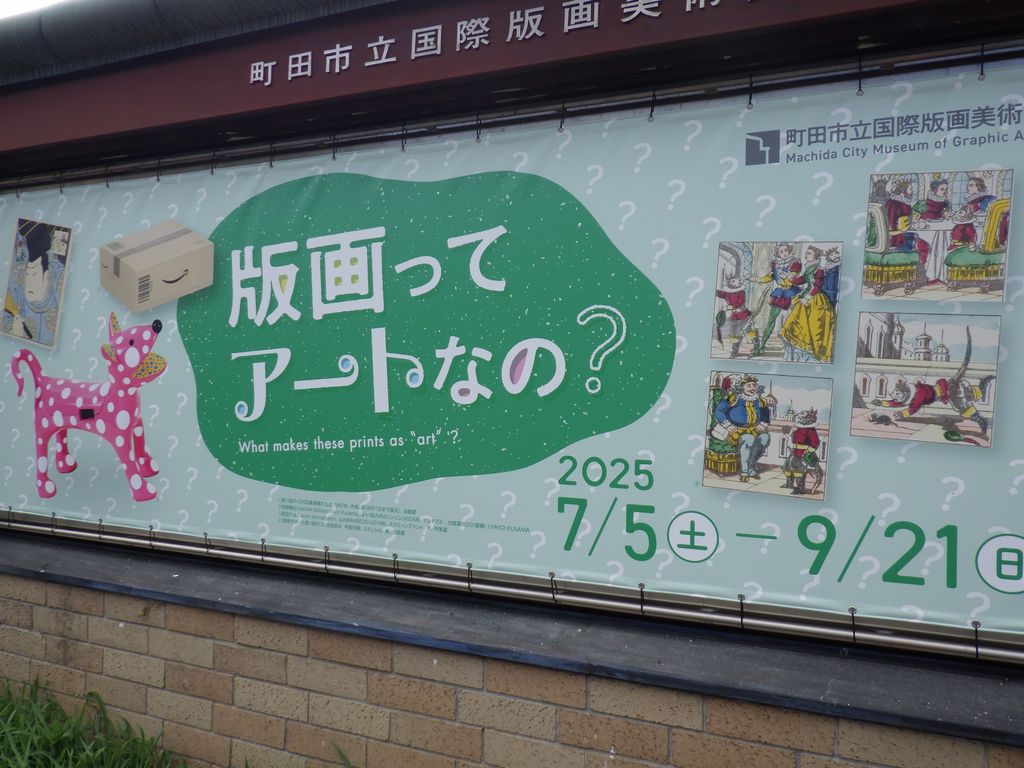 町田市立国際版画美術
町田市立国際版画美術
Machida City Museum of Graphic A
版画って
アートなの?
What makes these prints as “art” ?
2025
7/5(土)—9/21(日